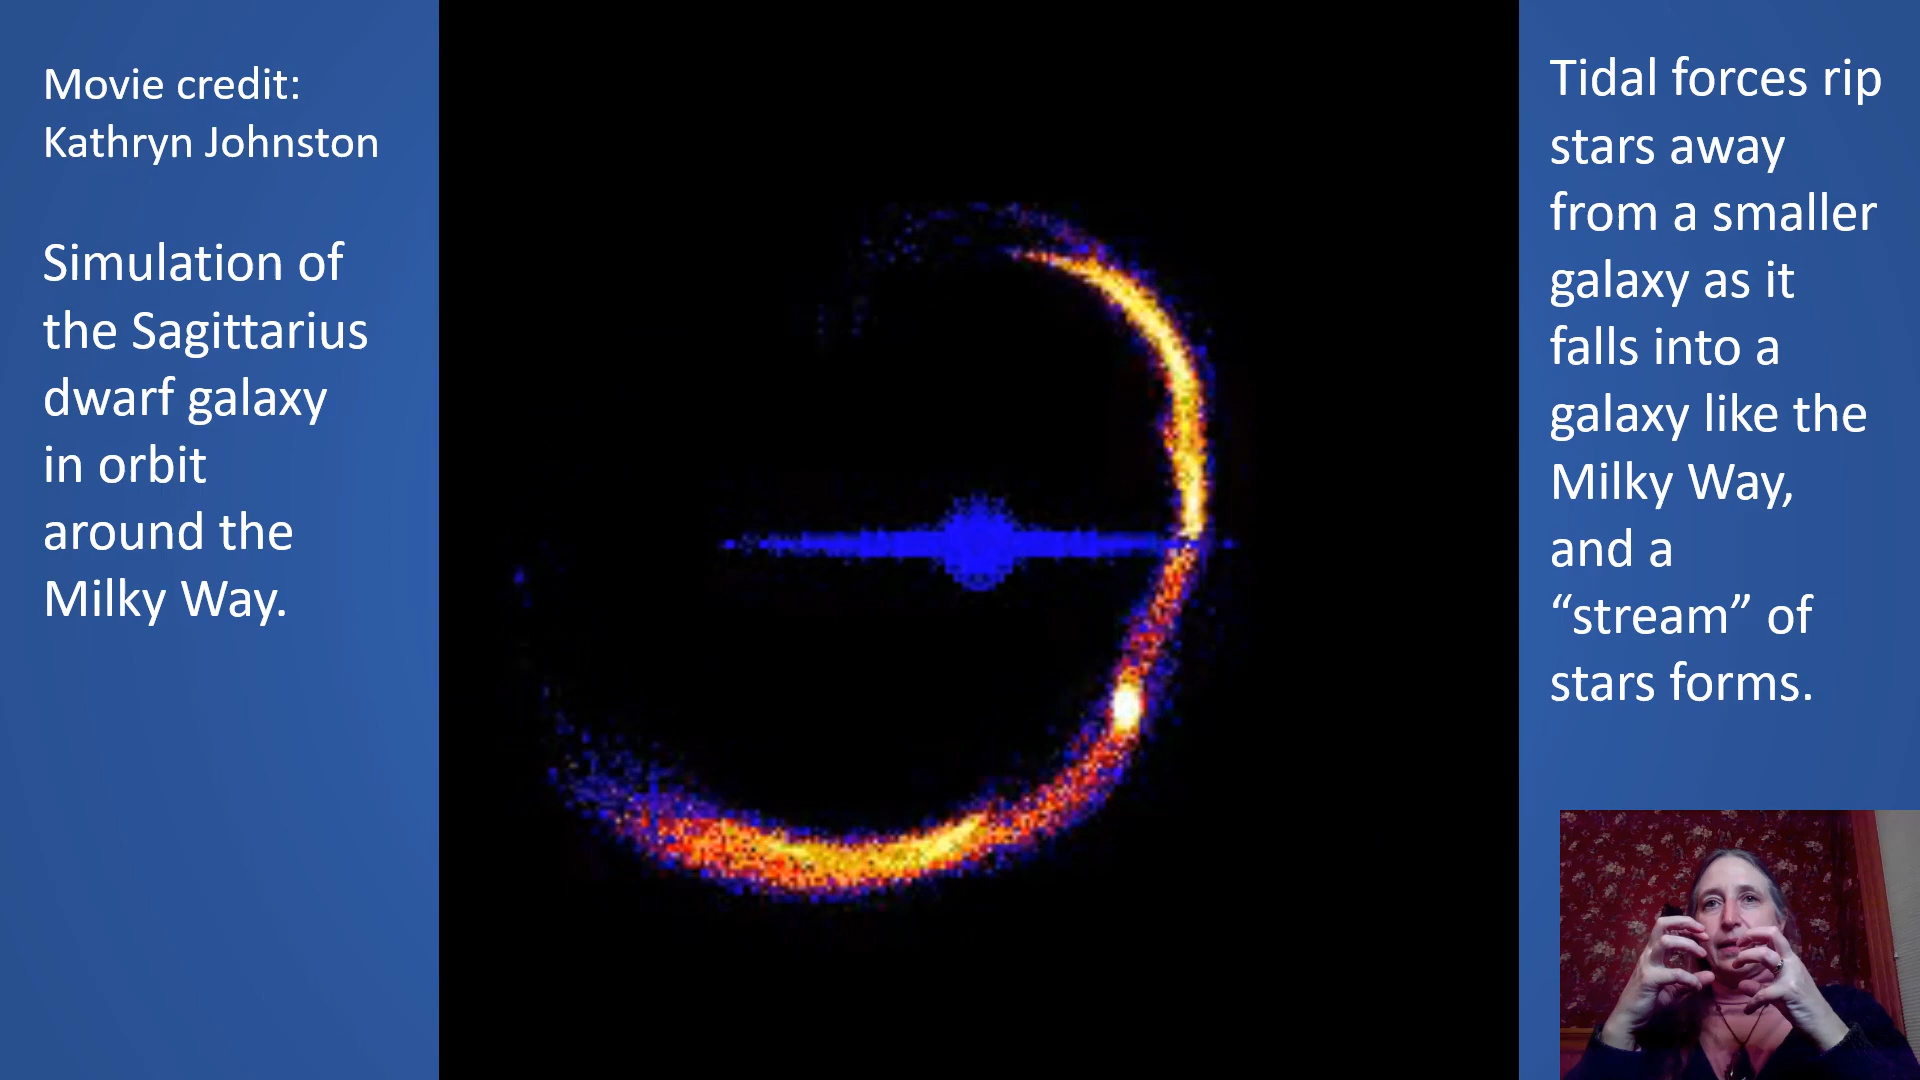 Movie credit:
Kathryn Johnston
Simulation of
the Sagittarius
dwarf galaxy
in orbit
around the
Milky Way.
Tidal forces rip
stars away
from a smaller
galaxy as it
falls into a
galaxy like the
Milky Way,
and a
“stream” of
stars forms.